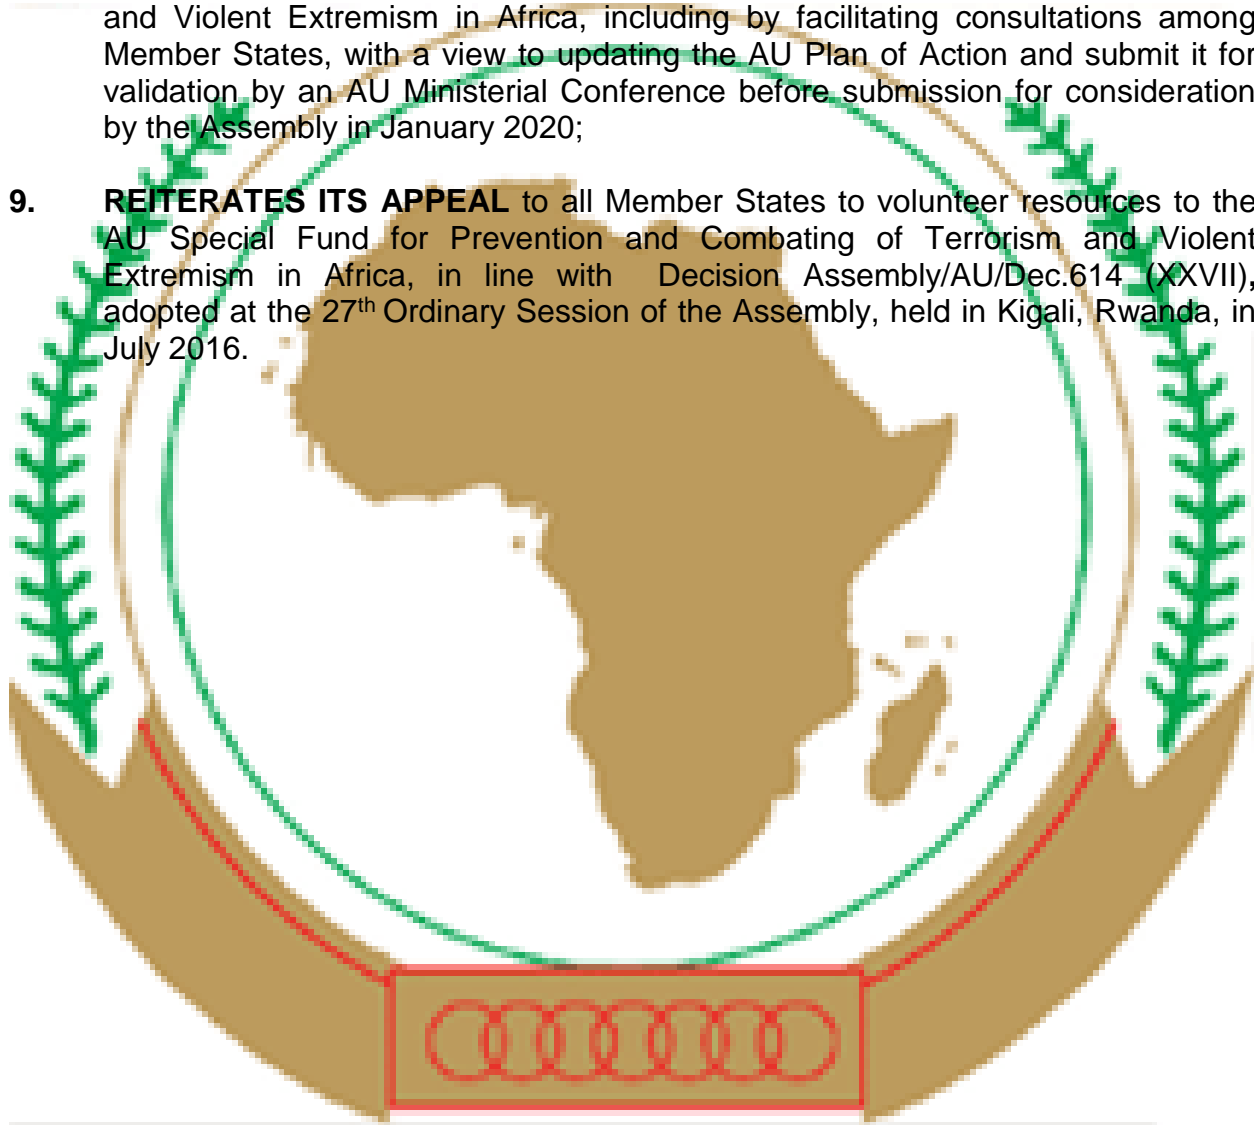 and Violent Extremism in Africa, including by facilitating consultations among
Member States, with a view to updating the AU Plan of Action and submit it for
validation by an AU Ministerial Conference before submission for consideration
by the Assembly in January 2020;
9. REITERATES ITS APPEAL to all Member States to volunteer resources to the
AU Special Fund for Prevention and Combating of Terrorism and Violent
Extremism in Africa, in line with Decision Assembly/AU/Dec.614 (XXVII),
adopted at the 27th Ordinary Session of the Assembly, held in Kigali, Rwanda, in
July 2016.